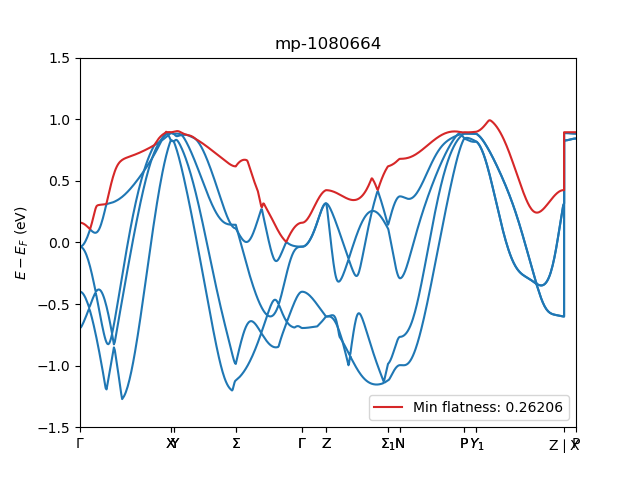 mp-1080664
E − E_F (eV)
1.5
1.0
0.5
0.0
−0.5
−1.0
−1.5
Min flatness: 0.26206
Γ X Y Σ Γ Z Σ₁ N P Y₁ Z | X P